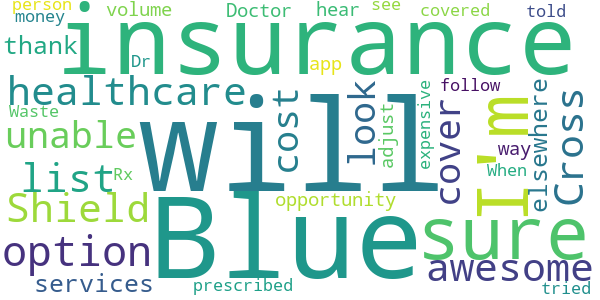 person
money
volume
Doctor
hear
see
covered
told
insurance
thank
Dr
app
healthcare
will
cost
look
adjust
expensive
cover
follow
I'm
way
When
elsewhere
Cross
Waste
unable
list
Rx
Shield
Blue
opportunity
sure
option
awesome
services
prescribed
tried